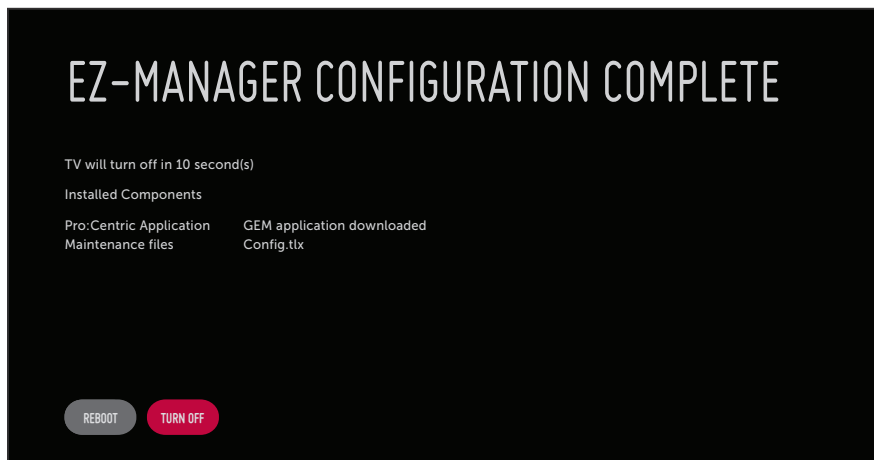 EZ-MANAGER CONFIGURATION COMPLETE
TV will turn off in 10 second(s)
Installed Components
Pro:Centric Application GEM application downloaded
Maintenance files Config.tlx
REBOOT TURN OFF